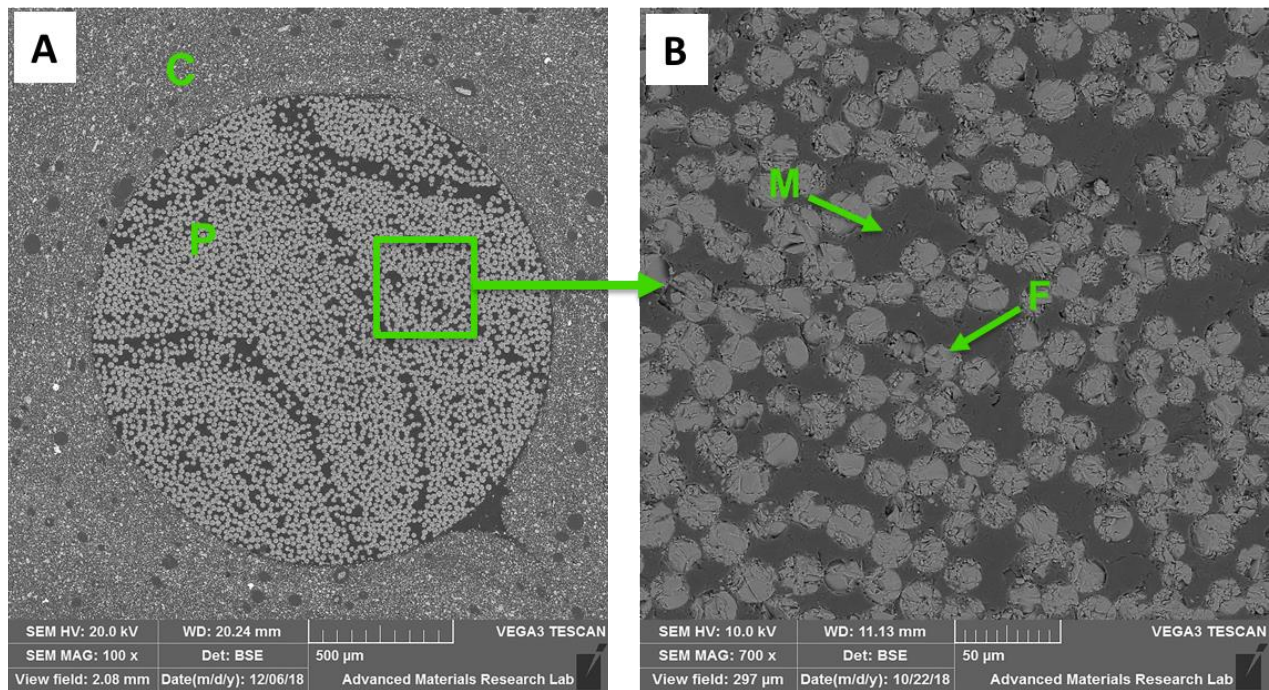 A
C
P
B
M
F
SEM HV: 20.0 kV WD: 20.24 mm VEGA3 TESCAN
SEM MAG: 100 x Det: BSE 500 µm
View field: 2.08 mm Date(m/d/y): 12/06/18 Advanced Materials Research Lab
SEM HV: 10.0 kV WD: 11.13 mm VEGA3 TESCAN
SEM MAG: 700 x Det: BSE 50 µm
View field: 297 µm Date(m/d/y): 10/22/18 Advanced Materials Research Lab